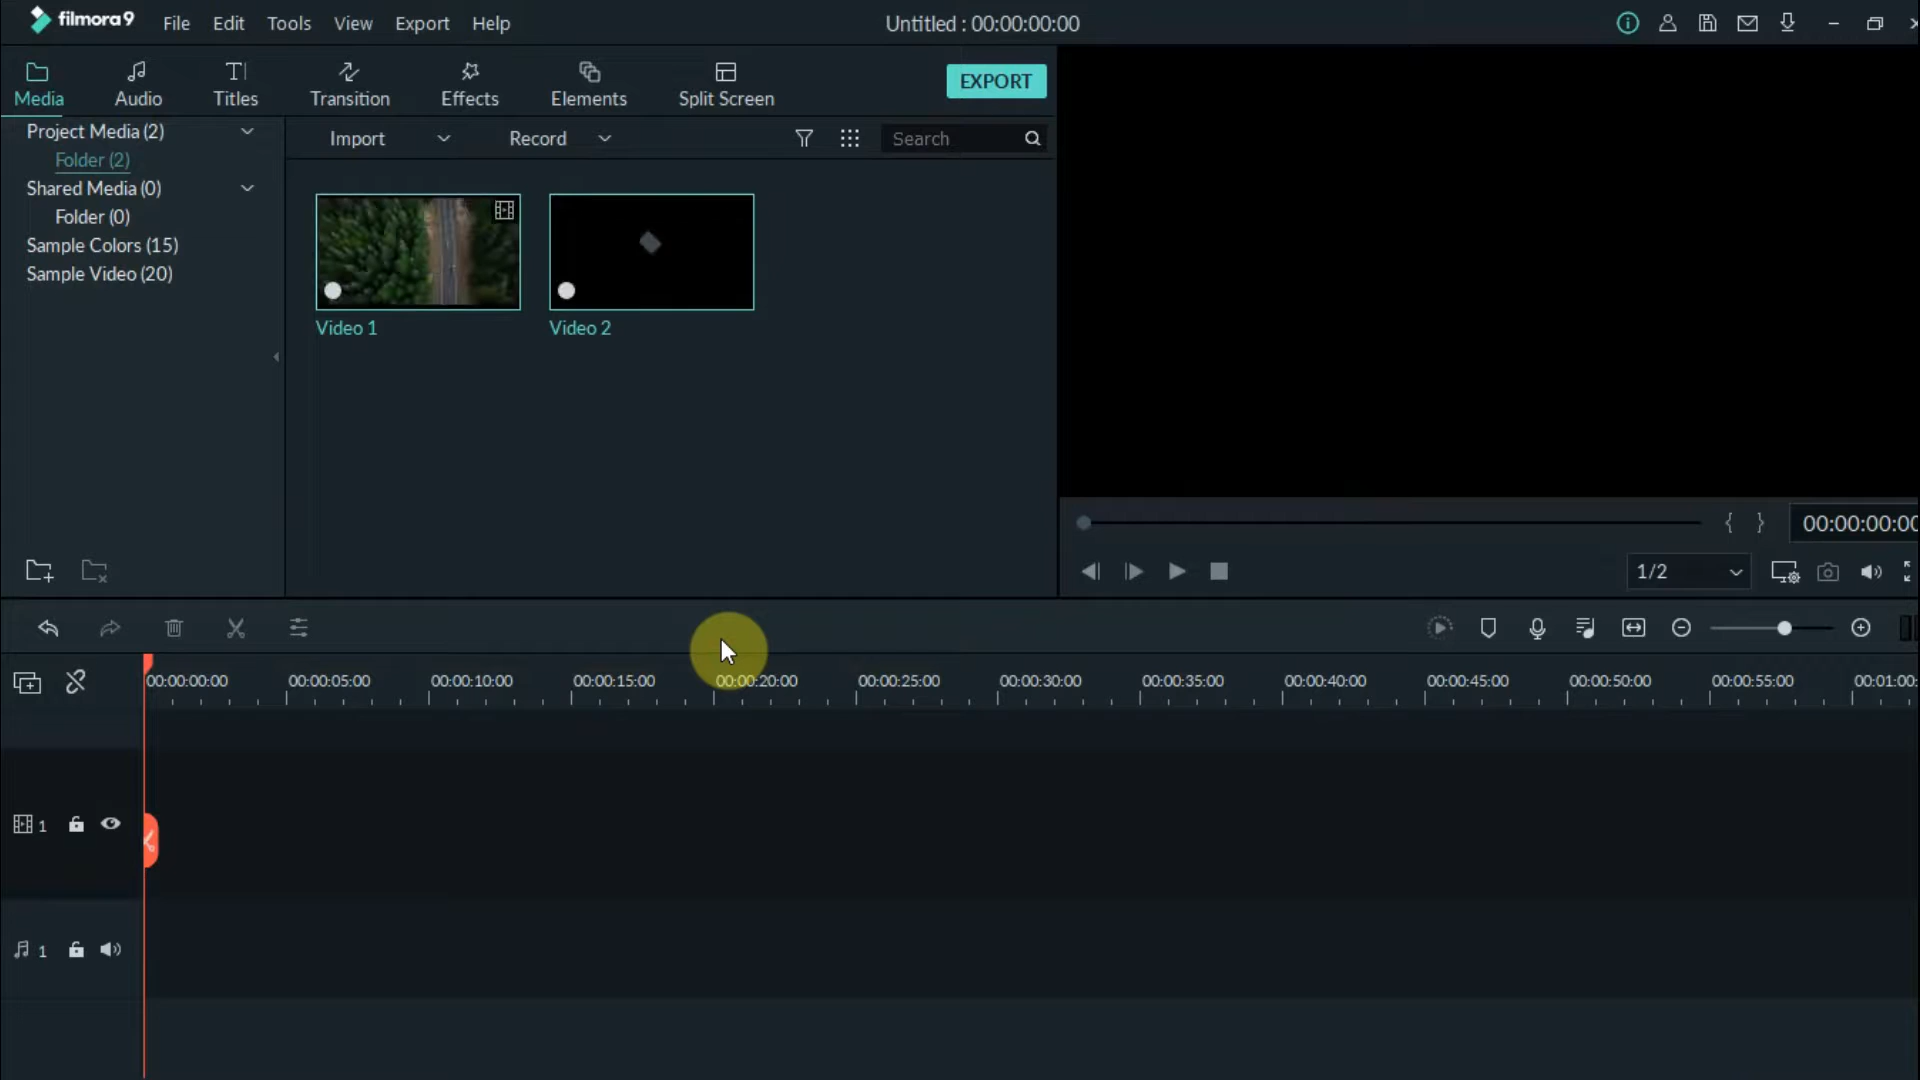 filmora9 File Edit Tools View Export Help Untitled : 00:00:00:00
Media Audio Titles Transition Effects Elements Split Screen EXPORT
Project Media (2) Import Record Search
Folder (2)
Shared Media (0)
Folder (0)
Sample Colors (15)
Sample Video (20)
Video 1 Video 2
00:00:00:00
1/2
00:00:00:00 00:00:05:00 00:00:10:00 00:00:15:00 00:00:20:00 00:00:25:00 00:00:30:00 00:00:35:00 00:00:40:00 00:00:45:00 00:00:50:00 00:00:55:00 00:01:00:
1
1